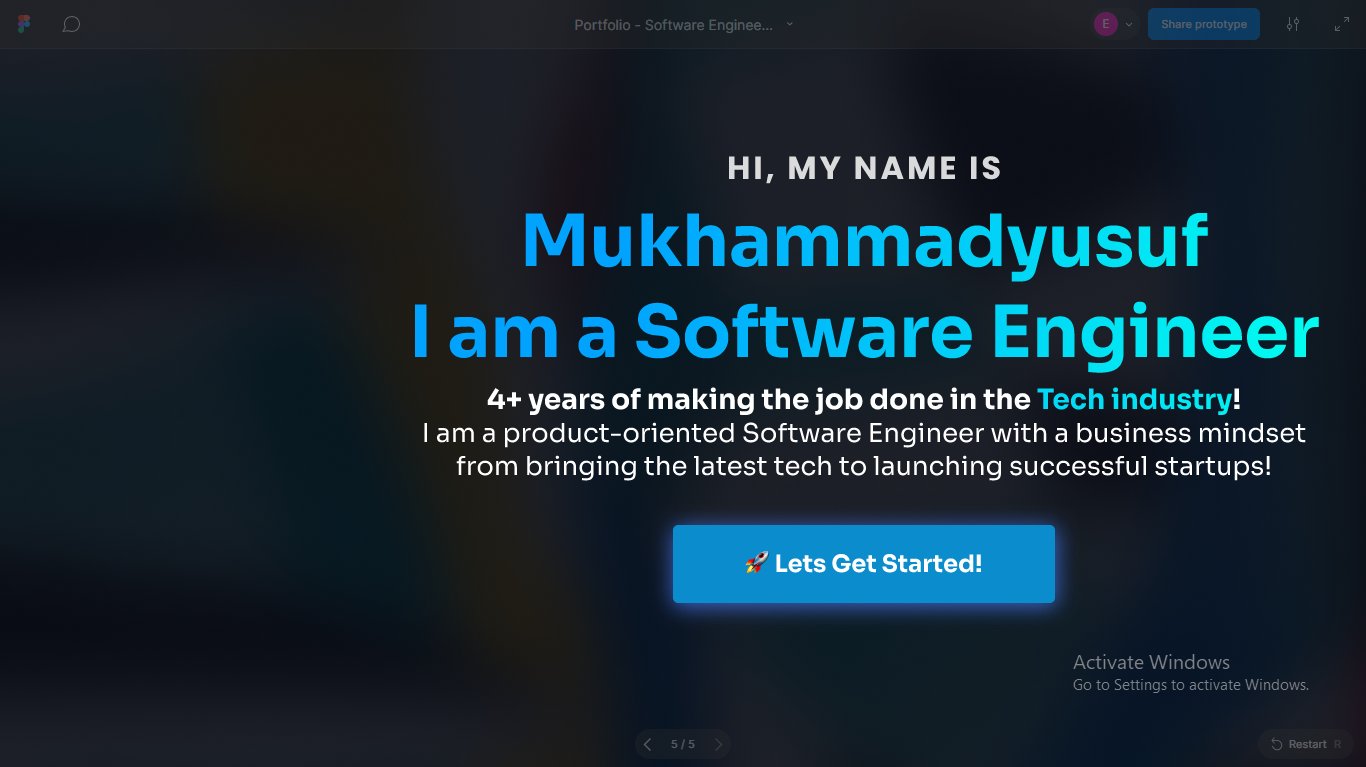 Portfolio - Software Enginee...
E
Share prototype
HI, MY NAME IS
Mukhammadyusuf
I am a Software Engineer
4+ years of making the job done in the Tech industry!
I am a product-oriented Software Engineer with a business mindset
from bringing the latest tech to launching successful startups!
🚀 Lets Get Started!
Activate Windows
Go to Settings to activate Windows.
5 / 5
Restart R